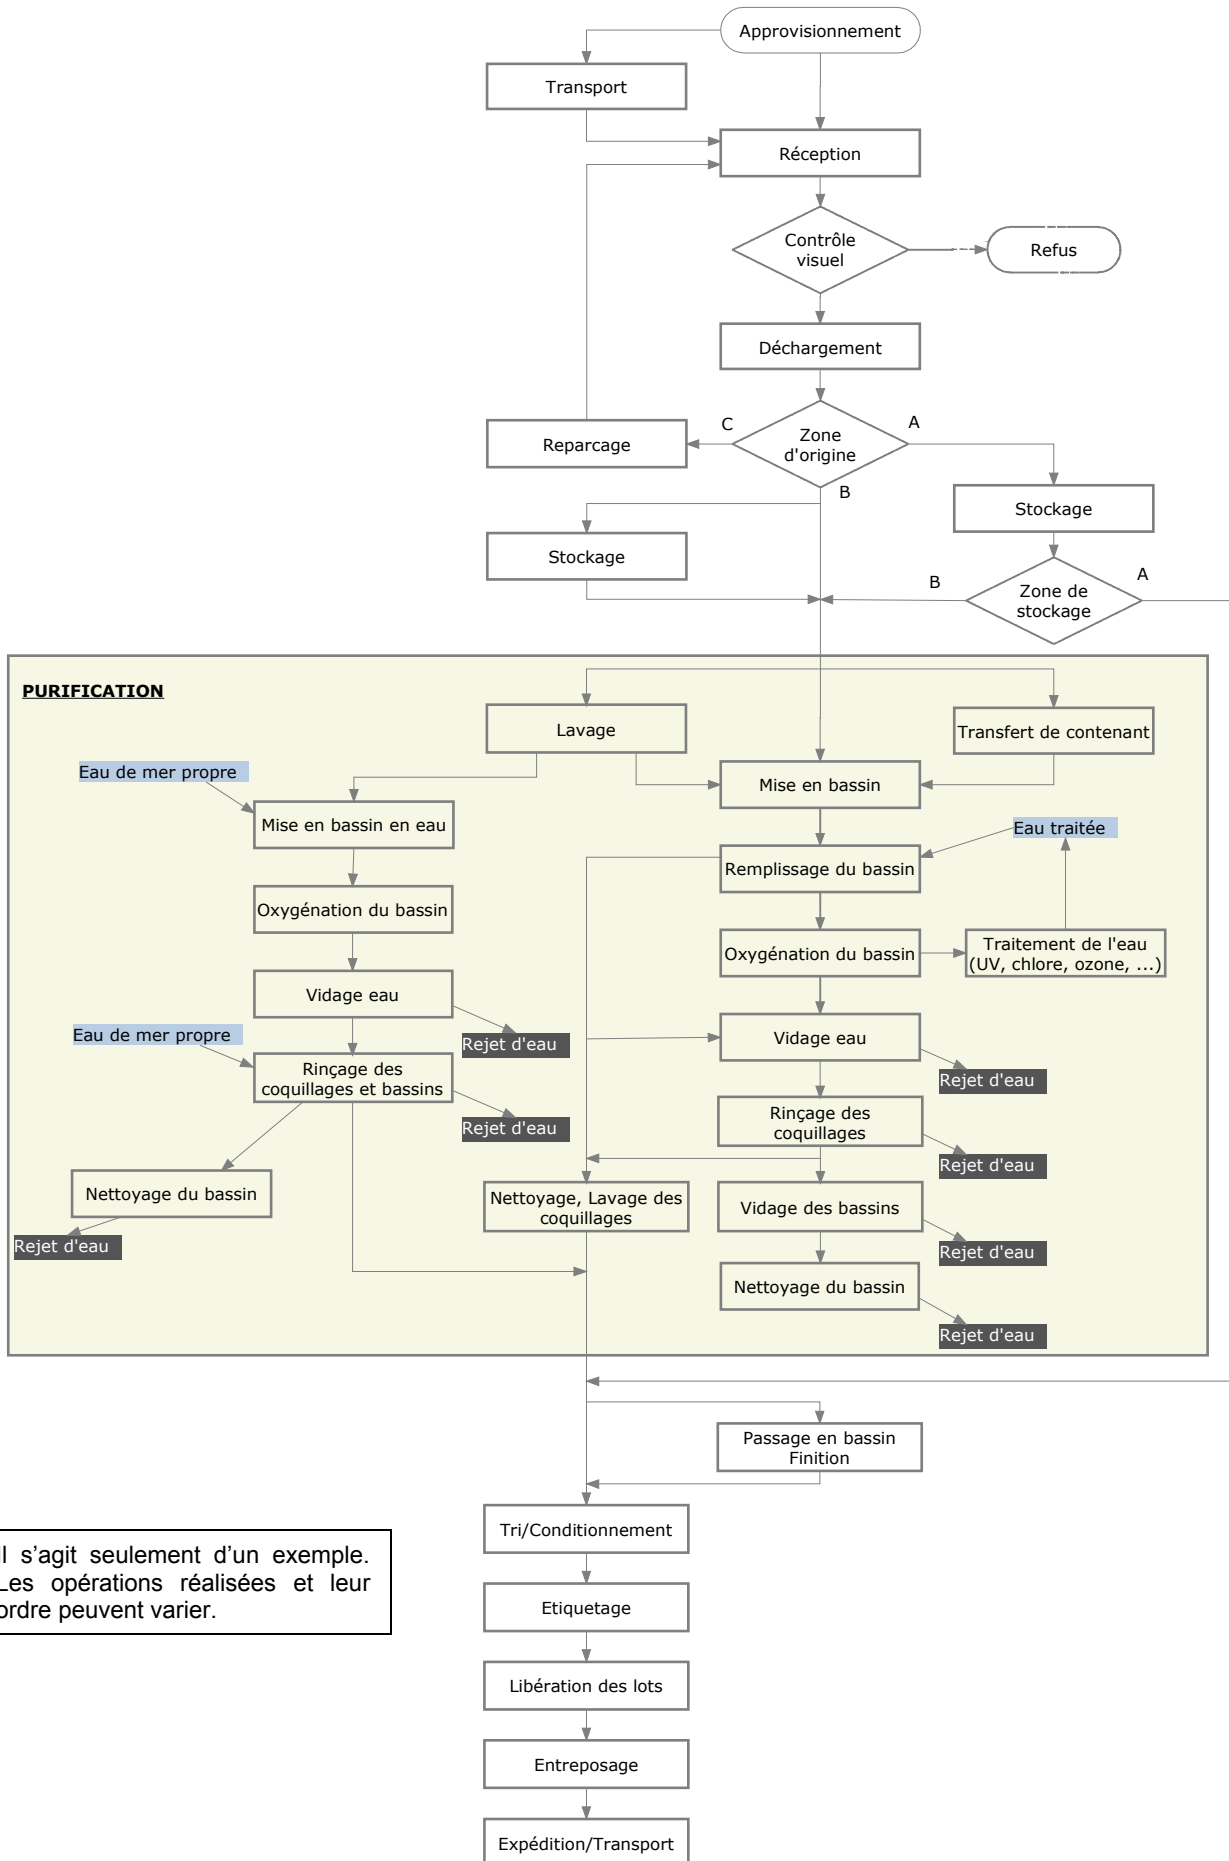 Approvisionnement
Transport
Réception
Contrôle
visuel
Refus
Déchargement
C
Zone
d'origine
A
Reparcage
B
Stockage
Stockage
B
Zone de
stockage
A
PURIFICATION
Lavage
Transfert de contenant
Eau de mer propre
Mise en bassin
Mise en bassin en eau
Eau traitée
Remplissage du bassin
Oxygénation du bassin
Oxygénation du bassin
Traitement de l'eau
(UV, chlore, ozone, ...)
Vidage eau
Eau de mer propre
Rejet d'eau
Vidage eau
Rinçage des
coquillages et bassins
Rejet d'eau
Rinçage des
coquillages
Rejet d'eau
Rejet d'eau
Nettoyage du bassin
Nettoyage, Lavage des
coquillages
Vidage des bassins
Rejet d'eau
Rejet d'eau
Nettoyage du bassin
Rejet d'eau
Passage en bassin
Finition
Tri/Conditionnement
Il s’agit seulement d’un exemple.
Les opérations réalisées et leur
ordre peuvent varier.
Etiquetage
Libération des lots
Entreposage
Expédition/Transport